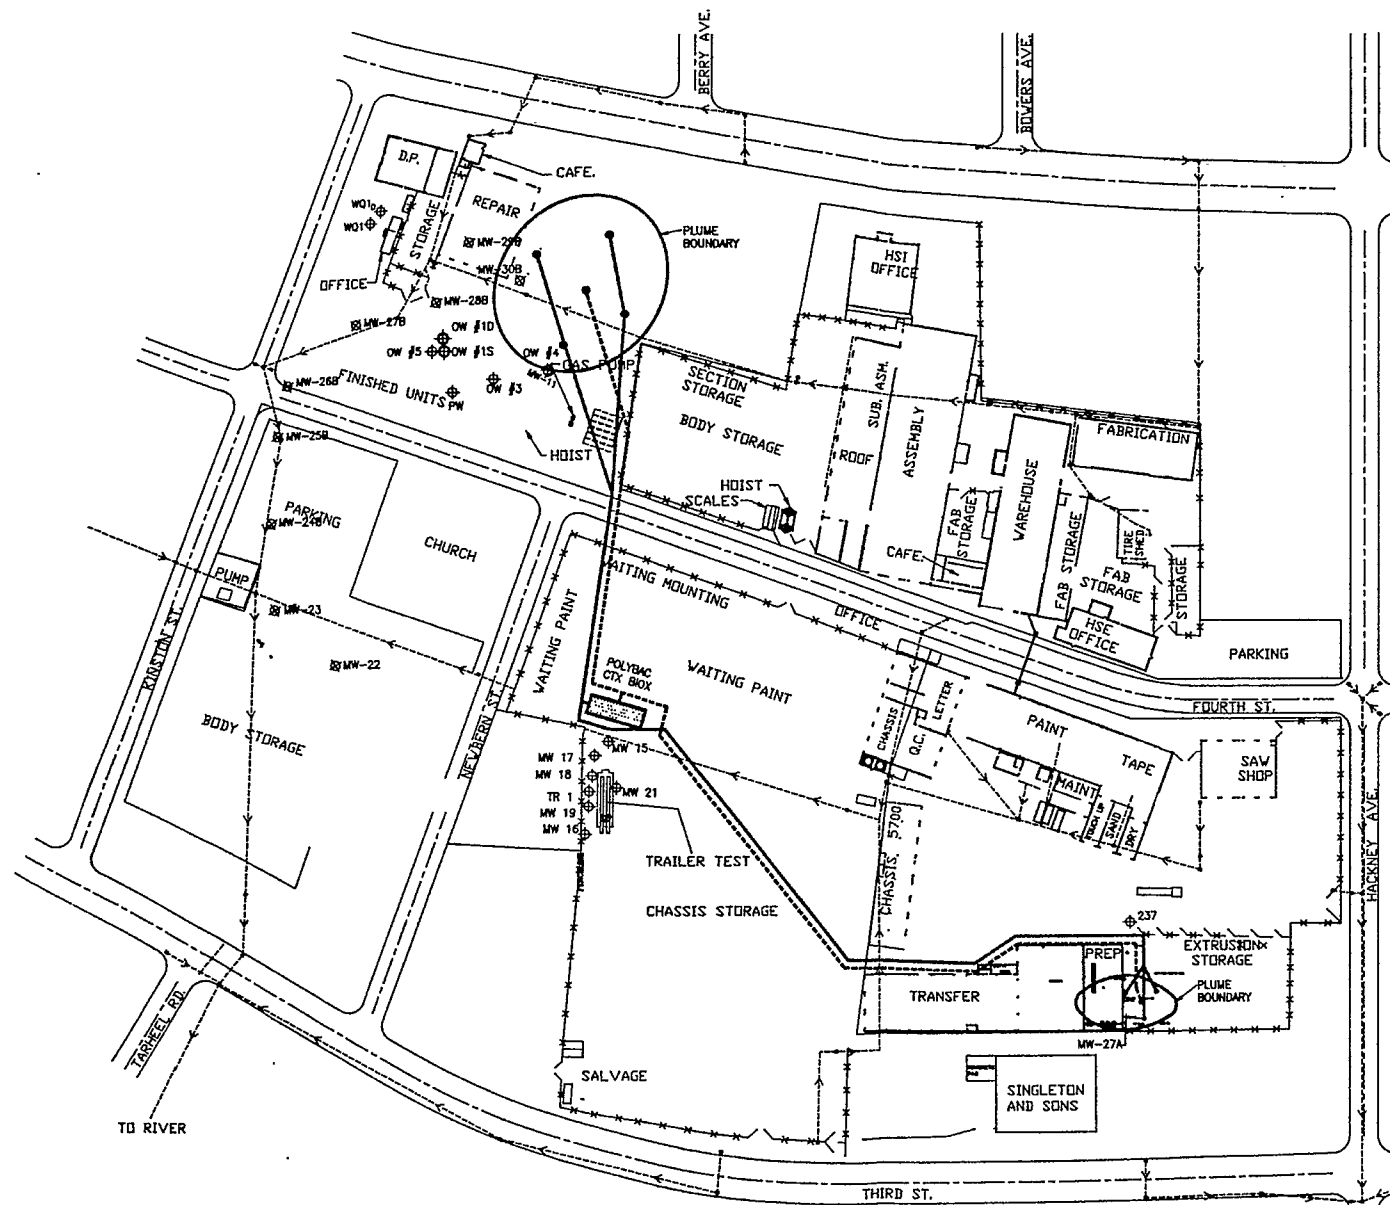 BERRY AVE.
BOWERS AVE.
D.P.
CAFE.
REPAIR
WQ1D
WQ1
STORAGE
OFFICE
MW-29B
MW-30B
PLUME
BOUNDARY
HSI
OFFICE
MW-28B
MW-27B
OW #1D
OW #5
OW #1S
OW #4
GAS PUMP
MW-11
OW #3
MW-26B
FINISHED UNITS
PW
SECTION
STORAGE
BODY STORAGE
SUB. ASM.
ROOF
ASSEMBLY
FABRICATION
MW-25B
HOIST
HOIST
SCALES
WAREHOUSE
FAB
STORAGE
CAFE.
FAB STORAGE
TIRE
SHED
FAB
STORAGE
STORAGE
PARKING
MW-24B
CHURCH
PUMP
MW-23
MW-22
KINSTON ST.
BODY STORAGE
NEWBERN ST.
WAITING PAINT
WAITING MOUNTING
OFFICE
HSE
OFFICE
PARKING
POLYBAC
CTX BIOX
WAITING PAINT
FOURTH ST.
CHASSIS
Q.C.
LETTER
PAINT
TAPE
MAINT
TOUCH UP
SAND
DRY
SAW
SHOP
MW 15
MW 17
MW 18
MW 21
TR 1
MW 19
MW 16
TRAILER TEST
CHASSIS 5700
CHASSIS STORAGE
HACKNEY AVE.
237
EXTRUSION
STORAGE
PREP
TRANSFER
PLUME
BOUNDARY
MW-27A
TARHEEL RD.
TO RIVER
SALVAGE
SINGLETON
AND SONS
THIRD ST.